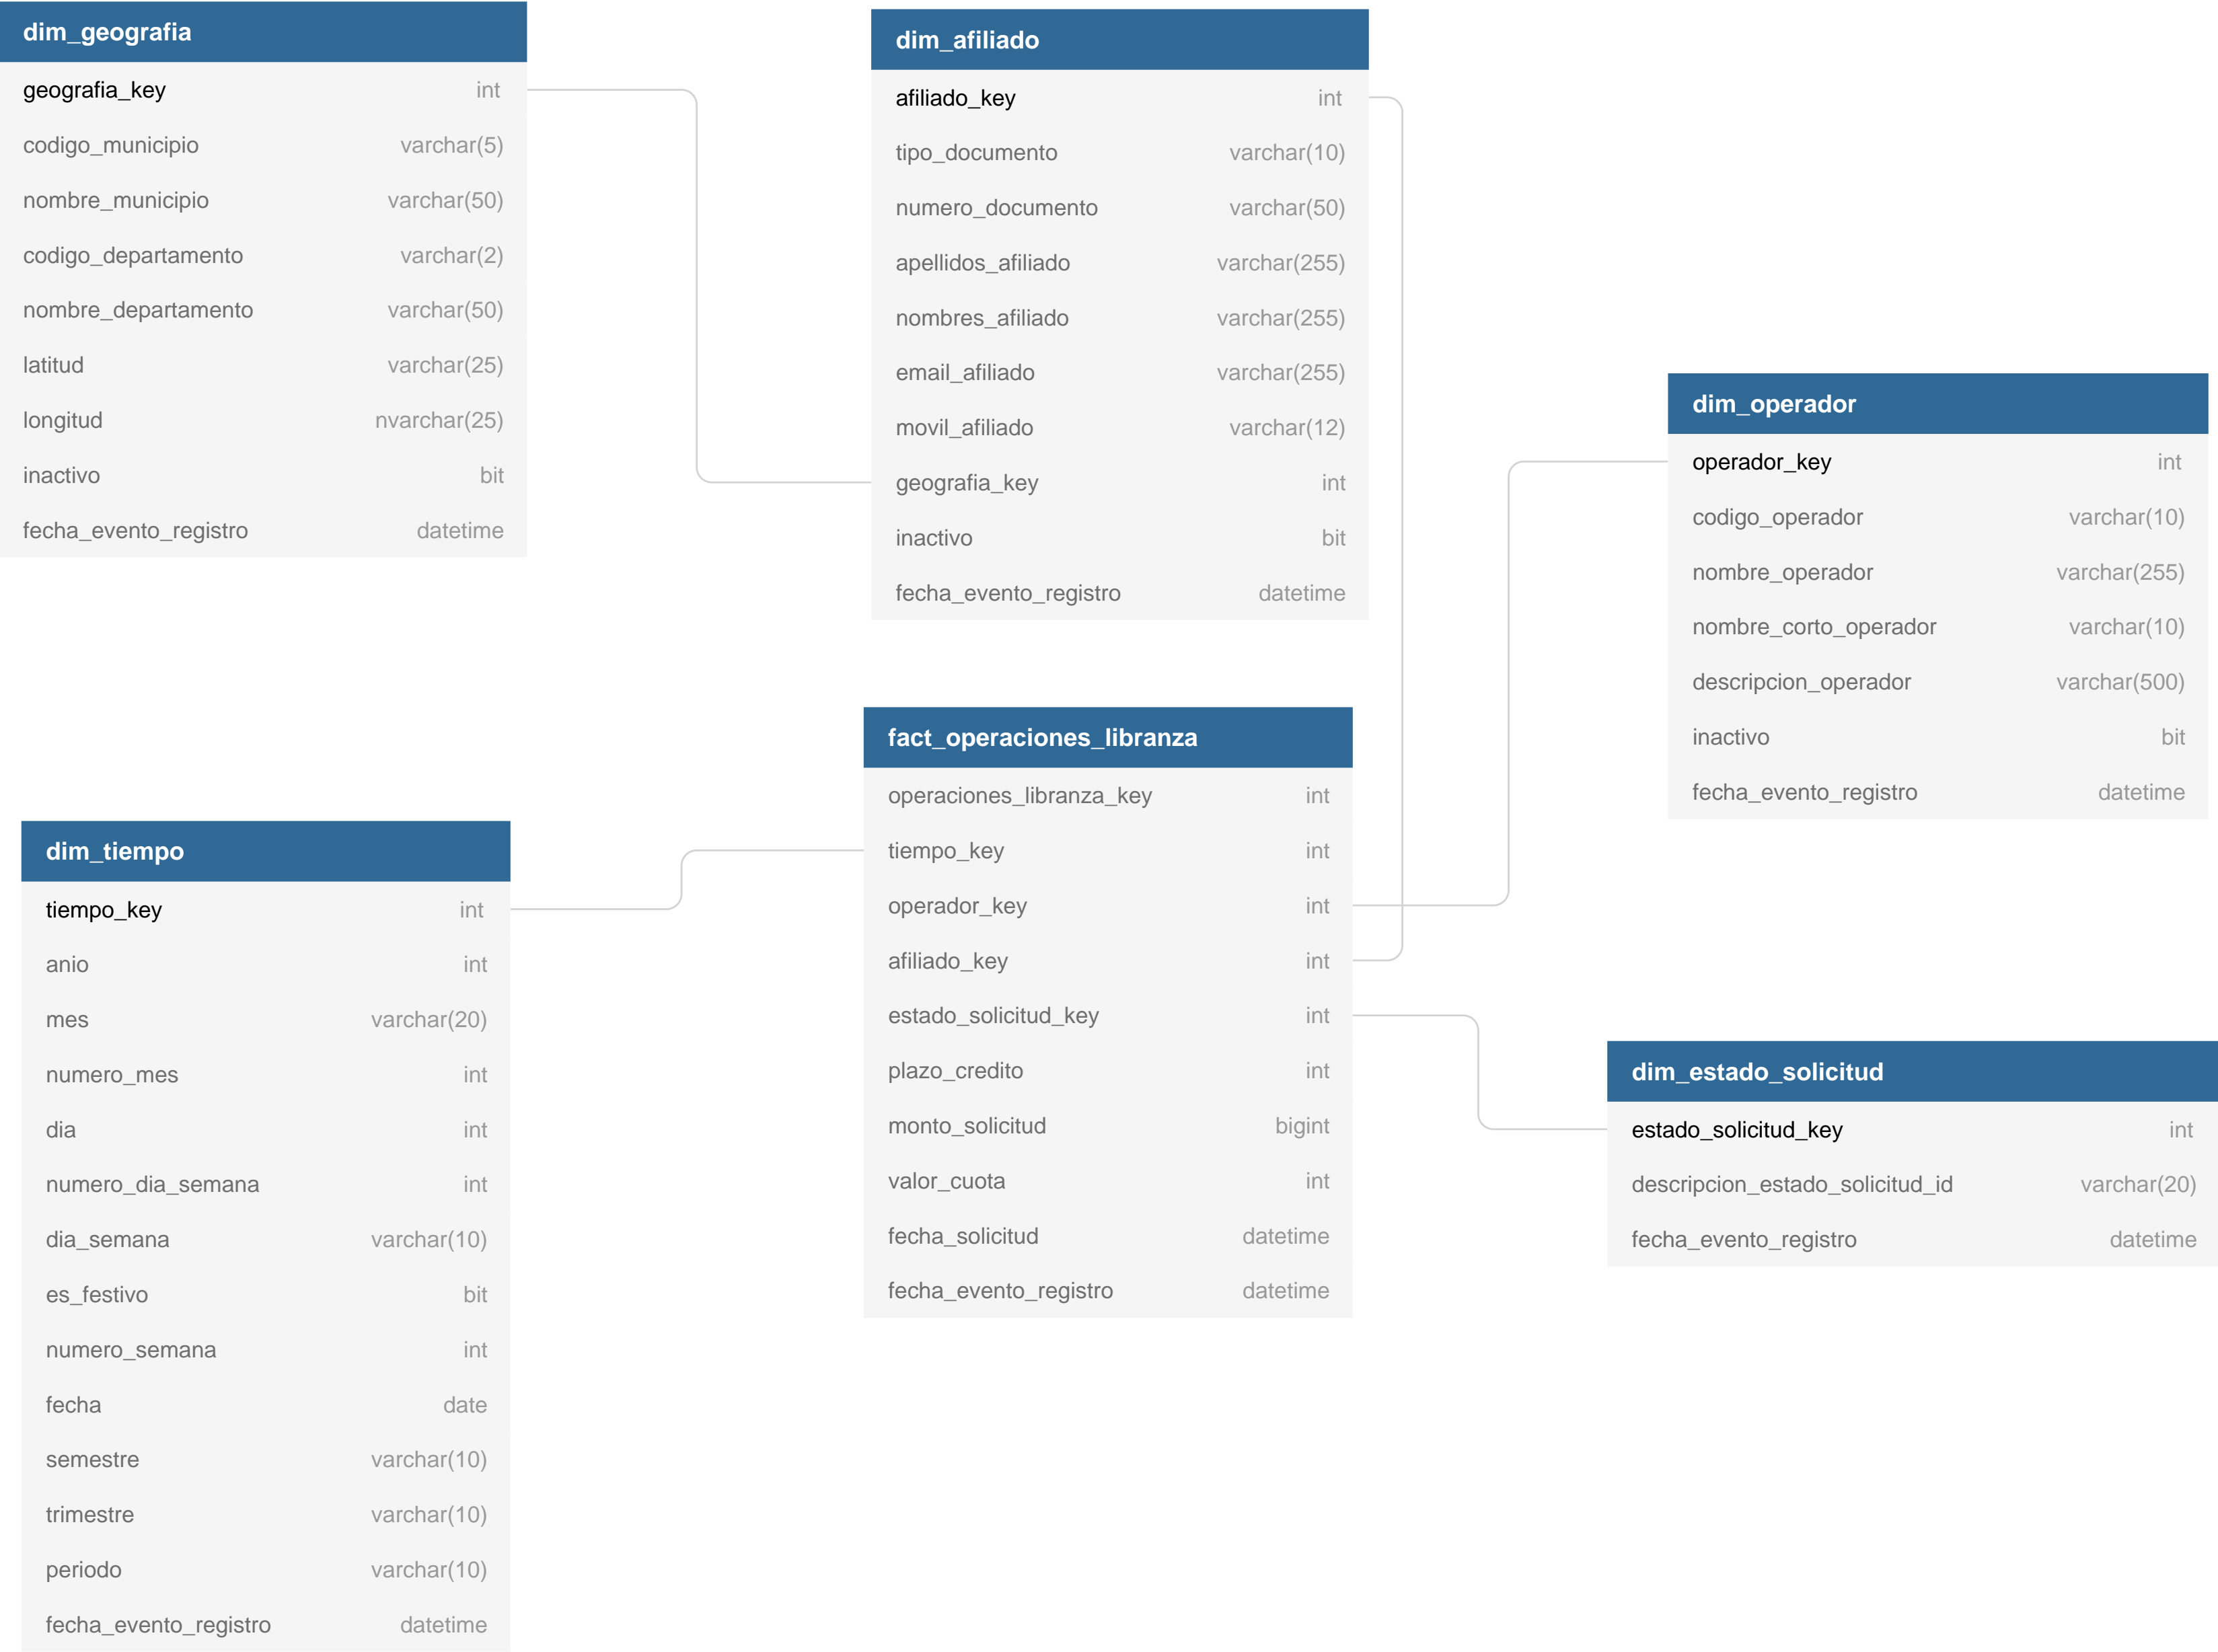 dim_geografia
geografia_key int
codigo_municipio varchar(5)
nombre_municipio varchar(50)
codigo_departamento varchar(2)
nombre_departamento varchar(50)
latitud varchar(25)
longitud nvarchar(25)
inactivo bit
fecha_evento_registro datetime
dim_afiliado
afiliado_key int
tipo_documento varchar(10)
numero_documento varchar(50)
apellidos_afiliado varchar(255)
nombres_afiliado varchar(255)
email_afiliado varchar(255)
movil_afiliado varchar(12)
geografia_key int
inactivo bit
fecha_evento_registro datetime
dim_operador
operador_key int
codigo_operador varchar(10)
nombre_operador varchar(255)
nombre_corto_operador varchar(10)
descripcion_operador varchar(500)
inactivo bit
fecha_evento_registro datetime
fact_operaciones_libranza
operaciones_libranza_key int
tiempo_key int
operador_key int
afiliado_key int
estado_solicitud_key int
plazo_credito int
monto_solicitud bigint
valor_cuota int
fecha_solicitud datetime
fecha_evento_registro datetime
dim_tiempo
tiempo_key int
anio int
mes varchar(20)
numero_mes int
dia int
numero_dia_semana int
dia_semana varchar(10)
es_festivo bit
numero_semana int
fecha date
semestre varchar(10)
trimestre varchar(10)
periodo varchar(10)
fecha_evento_registro datetime
dim_estado_solicitud
estado_solicitud_key int
descripcion_estado_solicitud_id varchar(20)
fecha_evento_registro datetime